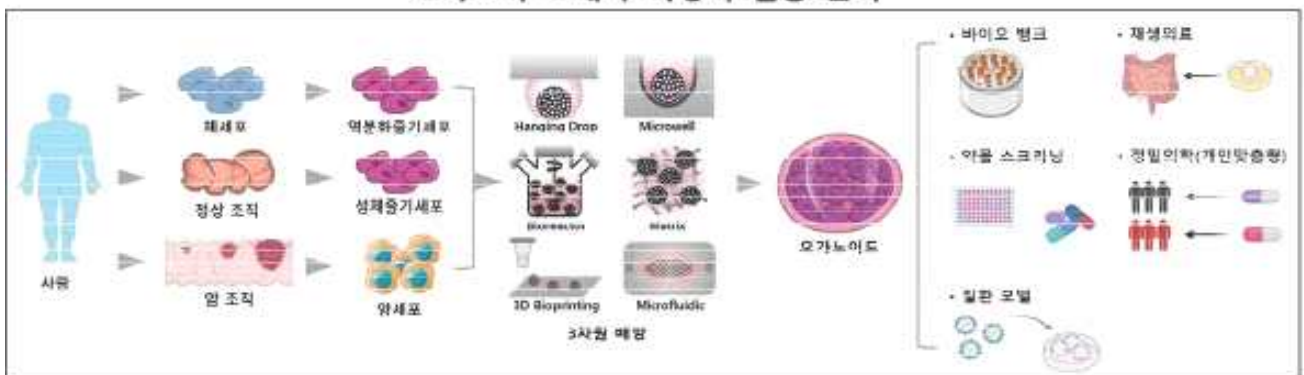 • 바이오 뱅크
• 재생의료
체세포
역분화줄기세포
Hanging Drop
Microwell
• 약물 스크리닝
• 정밀의학(개인맞춤형)
정상 조직
성체줄기세포
Bioreactor
Matrix
오가노이드
사람
암 조직
암세포
3D Bioprinting
Microfluidic
• 질환 모델
3차원 배양